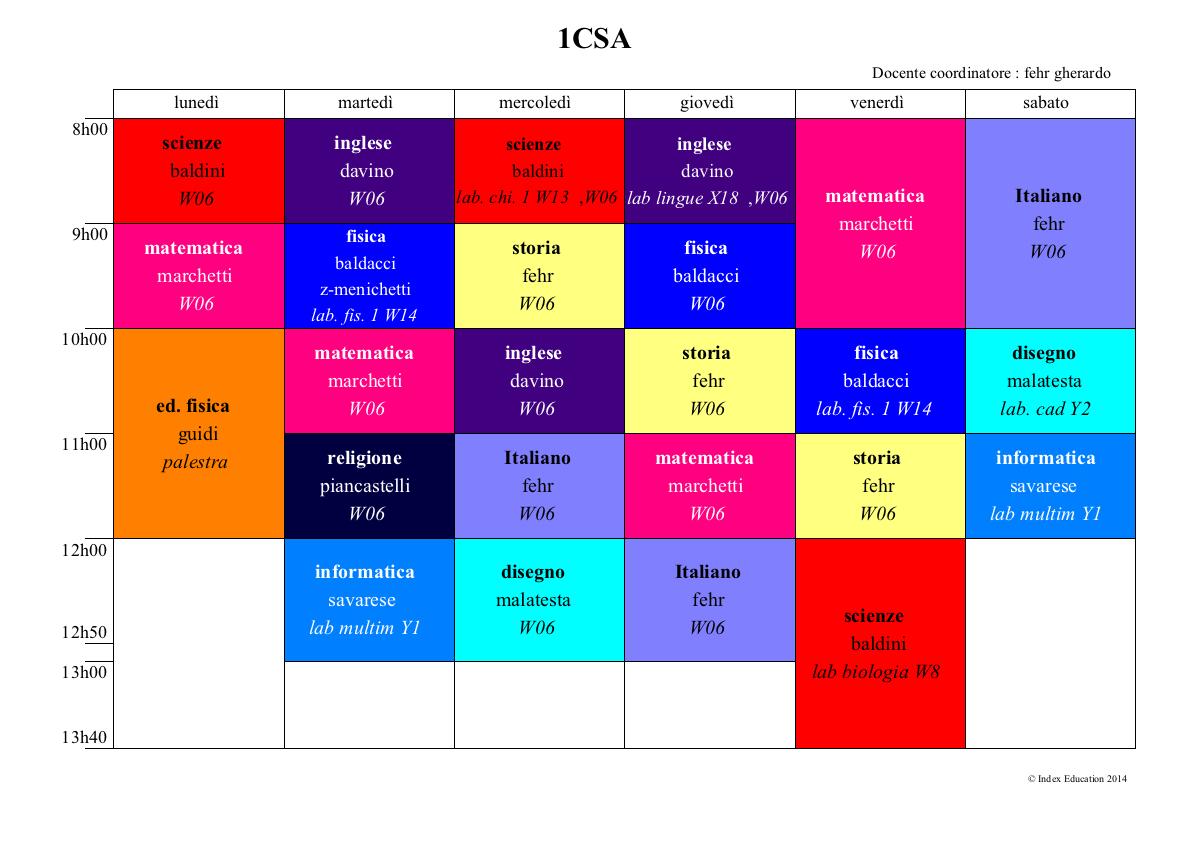 1CSA
Docente coordinatore : fehr gherardo
lunedì martedì mercoledì giovedì venerdì sabato
8h00
scienze
baldini
W06
inglese
davino
W06
scienze
baldini
lab. chi. 1 W13 ,W06
inglese
davino
lab lingue X18 ,W06
matematica
marchetti
W06
Italiano
fehr
W06
9h00
matematica
marchetti
W06
fisica
baldacci
z-menichetti
lab. fis. 1 W14
storia
fehr
W06
fisica
baldacci
W06
10h00
ed. fisica
guidi
palestra
matematica
marchetti
W06
inglese
davino
W06
storia
fehr
W06
fisica
baldacci
lab. fis. 1 W14
disegno
malatesta
lab. cad Y2
11h00
religione
piancastelli
W06
Italiano
fehr
W06
matematica
marchetti
W06
storia
fehr
W06
informatica
savarese
lab multim Y1
12h00
informatica
savarese
lab multim Y1
disegno
malatesta
W06
Italiano
fehr
W06
scienze
baldini
lab biologia W8
12h50
13h00
13h40
© Index Education 2014